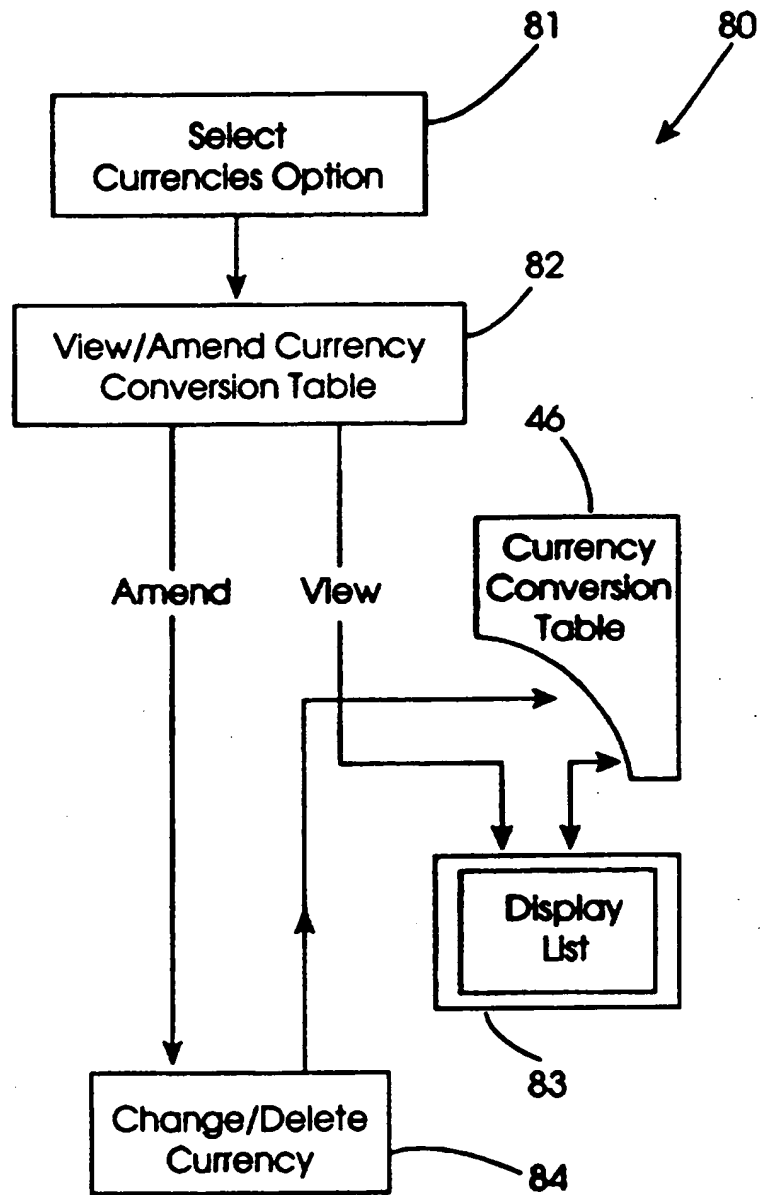 81
80
Select
Currencies Option
82
View/Amend Currency
Conversion Table
46
Currency
Conversion
Table
Amend
View
Display
List
83
Change/Delete
Currency
84